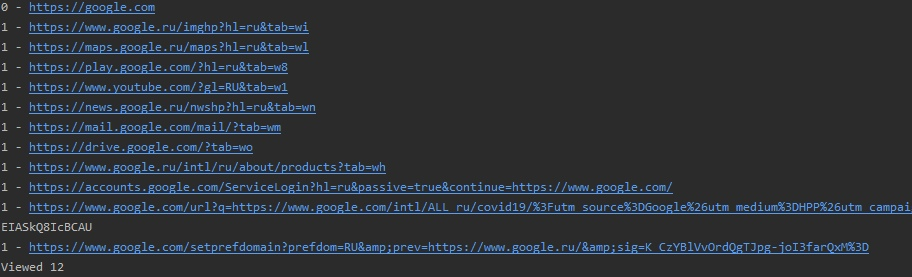 0 - https://google.com
1 - https://www.google.ru/imghp?hl=ru&tab=wi
1 - https://maps.google.ru/maps?hl=ru&tab=wl
1 - https://play.google.com/?hl=ru&tab=w8
1 - https://www.youtube.com/?gl=RU&tab=w1
1 - https://news.google.ru/nwshp?hl=ru&tab=wn
1 - https://mail.google.com/mail/?tab=wm
1 - https://drive.google.com/?tab=wo
1 - https://www.google.ru/intl/ru/about/products?tab=wh
1 - https://accounts.google.com/ServiceLogin?hl=ru&passive=true&continue=https://www.google.com/
1 - https://www.google.com/url?q=https://www.google.com/intl/ALL_ru/covid19/%3Futm_source%3DGoogle%26utm_medium%3DHPP%26utm_campai
EIASkQ8IcBCAU
1 - https://www.google.com/setprefdomain?prefdom=RU&amp;prev=https://www.google.ru/&amp;sig=K_CzYBlVvOrdQgTJpg-joI3farQxM%3D
Viewed 12